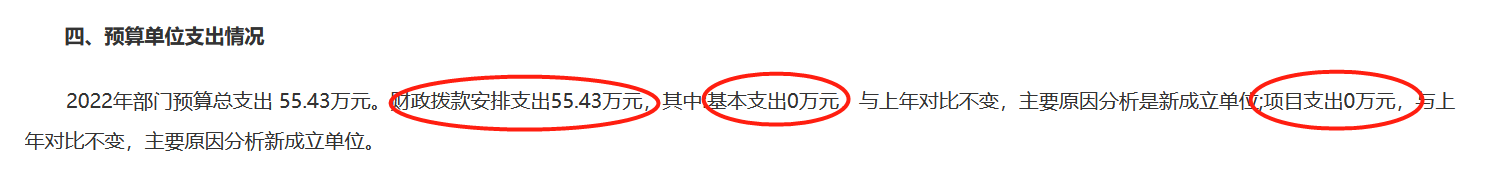 四、预算单位支出情况
2022年部门预算总支出 55.43万元。财政拨款安排支出55.43万元，其中:基本支出0万元，与上年对比不变，主要原因分析是新成立单位;项目支出0万元，与上
年对比不变，主要原因分析新成立单位。